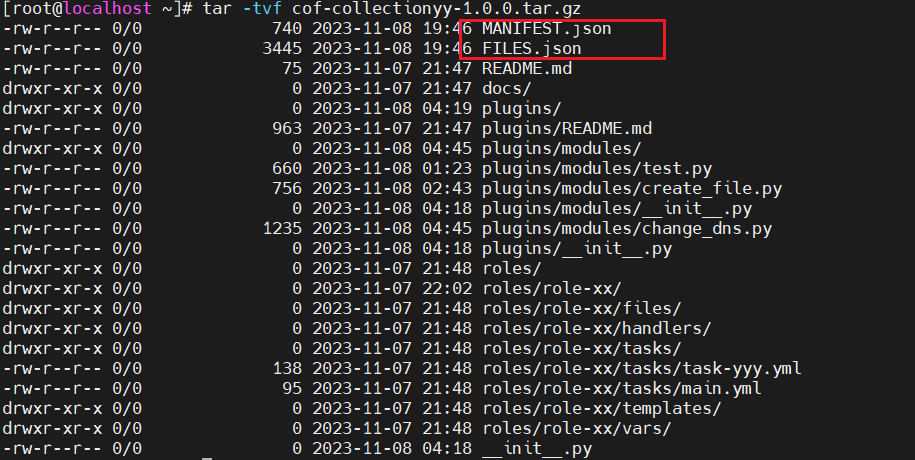 [root@localhost ~]# tar -tvf cof-collectionyy-1.0.0.tar.gz
-rw-r--r-- 0/0             740 2023-11-08 19:46 MANIFEST.json
-rw-r--r-- 0/0            3445 2023-11-08 19:46 FILES.json
-rw-r--r-- 0/0              75 2023-11-07 21:47 README.md
drwxr-xr-x 0/0               0 2023-11-07 21:47 docs/
drwxr-xr-x 0/0               0 2023-11-08 04:19 plugins/
-rw-r--r-- 0/0             963 2023-11-07 21:47 plugins/README.md
drwxr-xr-x 0/0               0 2023-11-08 04:45 plugins/modules/
-rw-r--r-- 0/0             660 2023-11-08 01:23 plugins/modules/test.py
-rw-r--r-- 0/0             756 2023-11-08 02:43 plugins/modules/create_file.py
-rw-r--r-- 0/0               0 2023-11-08 04:18 plugins/modules/__init__.py
-rw-r--r-- 0/0            1235 2023-11-08 04:45 plugins/modules/change_dns.py
-rw-r--r-- 0/0               0 2023-11-08 04:18 plugins/__init__.py
drwxr-xr-x 0/0               0 2023-11-07 21:48 roles/
drwxr-xr-x 0/0               0 2023-11-07 22:02 roles/role-xx/
drwxr-xr-x 0/0               0 2023-11-07 21:48 roles/role-xx/files/
drwxr-xr-x 0/0               0 2023-11-07 21:48 roles/role-xx/handlers/
drwxr-xr-x 0/0               0 2023-11-07 21:48 roles/role-xx/tasks/
-rw-r--r-- 0/0             138 2023-11-07 21:48 roles/role-xx/tasks/task-yyy.yml
-rw-r--r-- 0/0              95 2023-11-07 21:48 roles/role-xx/tasks/main.yml
drwxr-xr-x 0/0               0 2023-11-07 21:48 roles/role-xx/templates/
drwxr-xr-x 0/0               0 2023-11-07 21:48 roles/role-xx/vars/
-rw-r--r-- 0/0               0 2023-11-08 04:18 __init__.py